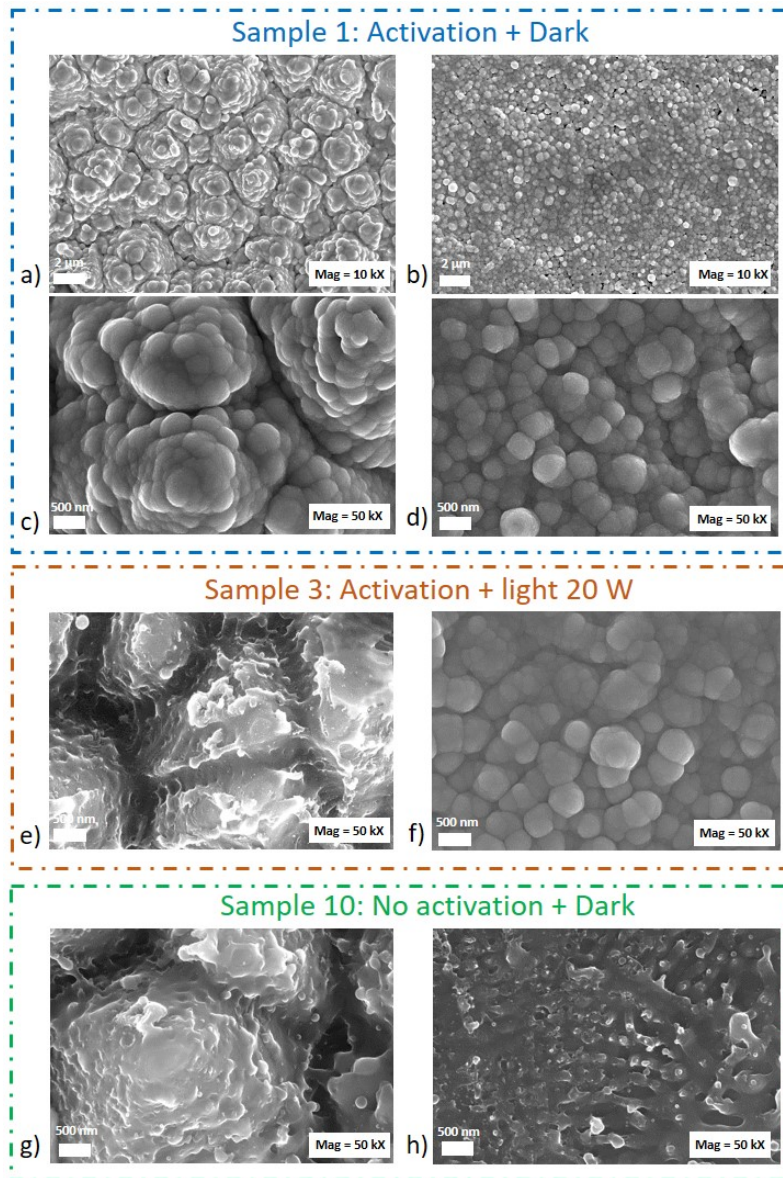 Sample 1: Activation + Dark
a)
2 µm
Mag = 10 kX
b)
2 µm
Mag = 10 kX
c)
500 nm
Mag = 50 kX
d)
500 nm
Mag = 50 kX
Sample 3: Activation + light 20 W
e)
500 nm
Mag = 50 kX
f)
500 nm
Mag = 50 kX
Sample 10: No activation + Dark
g)
500 nm
Mag = 50 kX
h)
500 nm
Mag = 50 kX